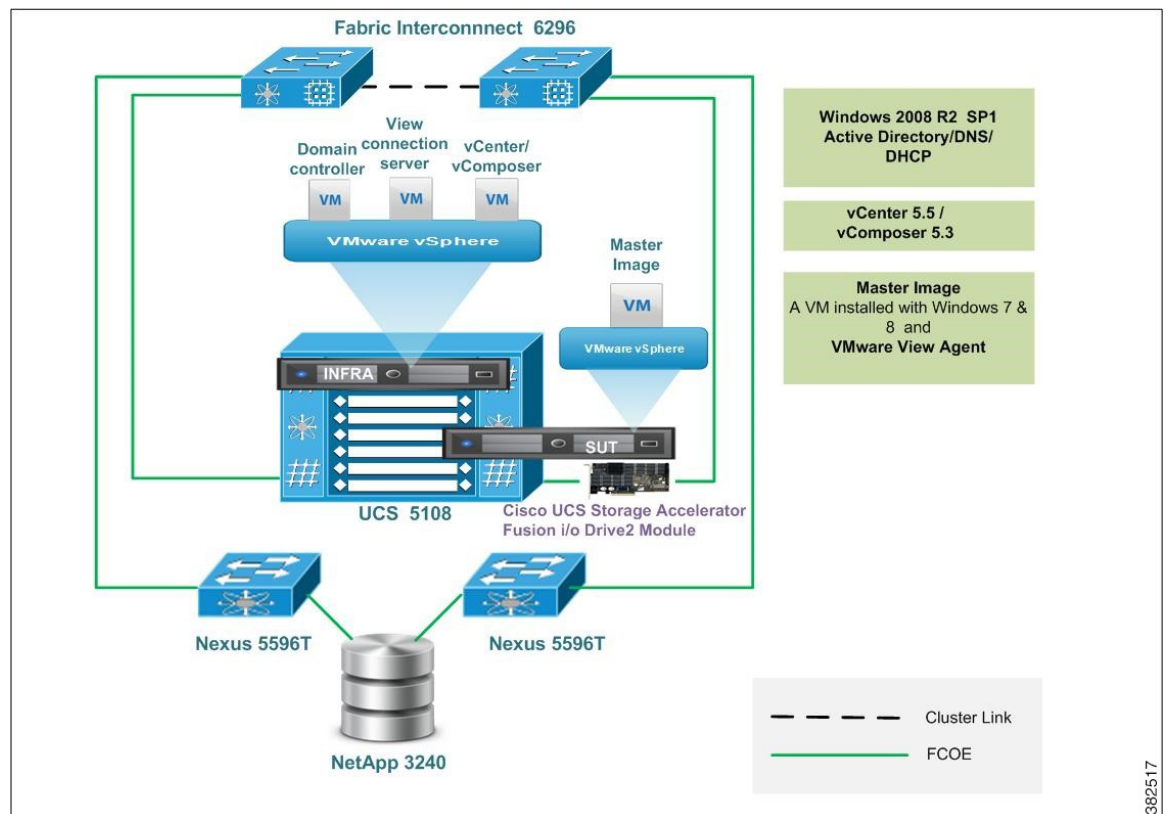 Fabric Interconnnect 6296
Domain
controller
View
connection
server
vCenter/
vComposer
VM
VM
VM
VMware vSphere
Master
Image
VM
VMware vSphere
INFRA
SUT
UCS 5108
Cisco UCS Storage Accelerator
Fusion i/o Drive2 Module
Nexus 5596T
Nexus 5596T
NetApp 3240
Windows 2008 R2 SP1
Active Directory/DNS/
DHCP
vCenter 5.5 /
vComposer 5.3
Master Image
A VM installed with Windows 7 &
8 and
VMware View Agent
Cluster Link
FCOE
382517